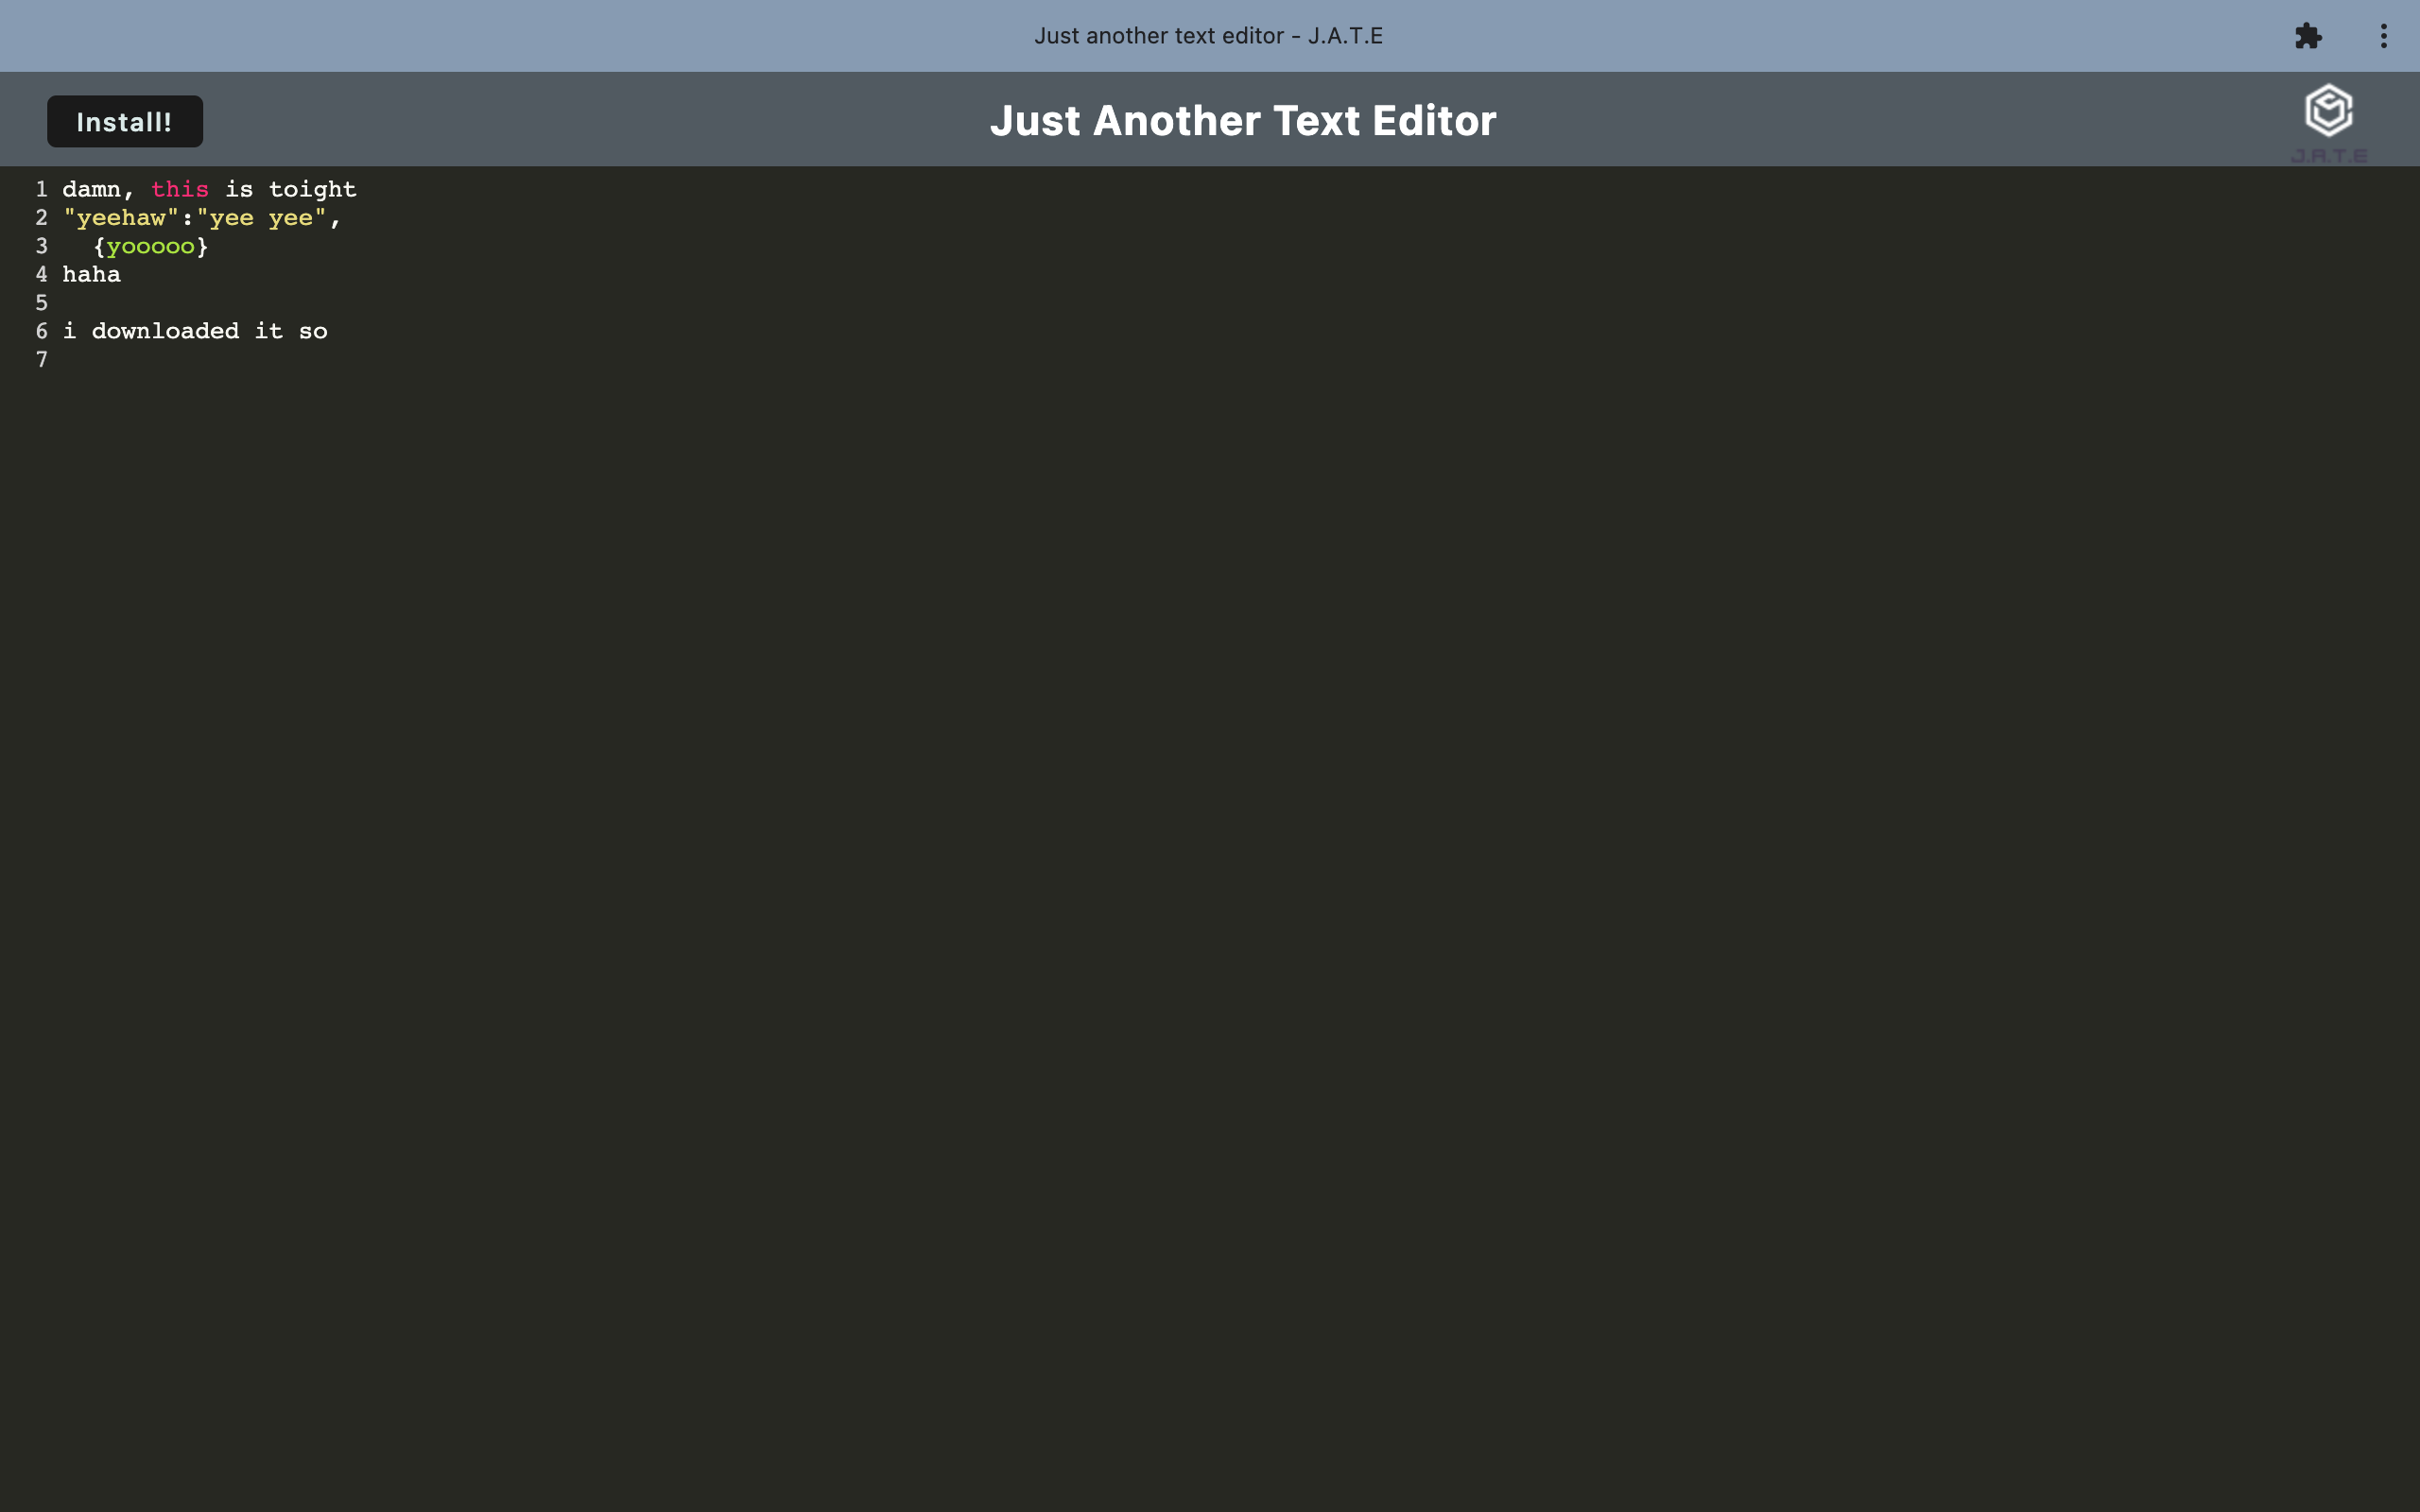 Just another text editor - J.A.T.E
Install!
Just Another Text Editor
J.A.T.E
1 damn, this is toight
2 "yeehaw":"yee yee",
3   {yooooo}
4 haha
5
6 i downloaded it so
7